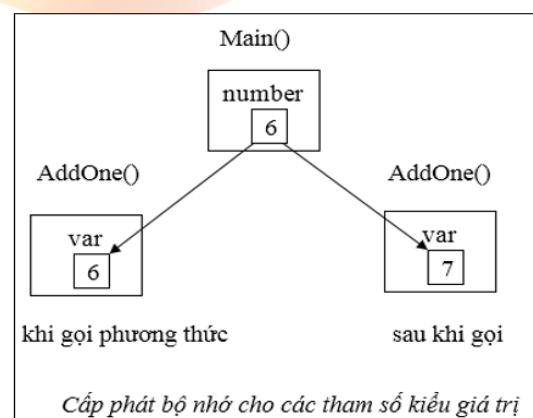 Main()
number
6
AddOne()
AddOne()
var
var
6
7
khi gọi phương thức
sau khi gọi
Cấp phát bộ nhớ cho các tham số kiểu giá trị